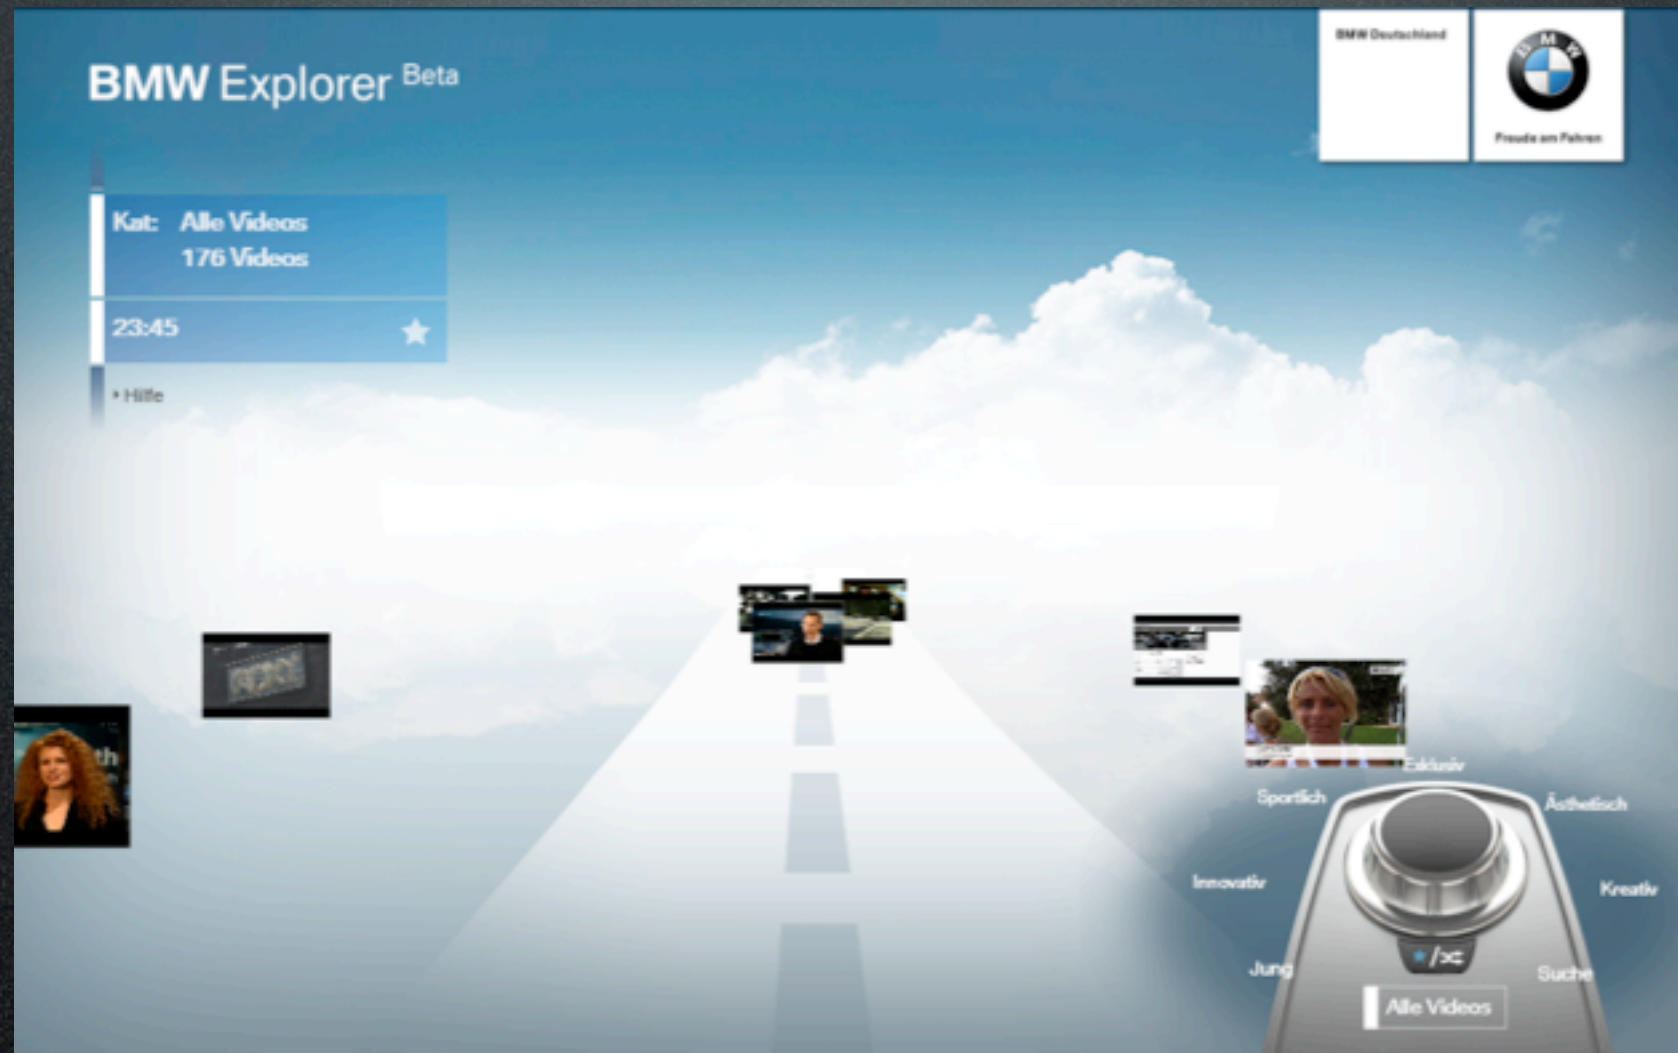 BMW Explorer Beta
BMW Deutschland
BMW
Freude am Fahren
Kat: Alle Videos
176 Videos
23:45
Hilfe
Exklusiv
Sportlich
Ästhetisch
Innovativ
Kreativ
Jung
Suche
Alle Videos